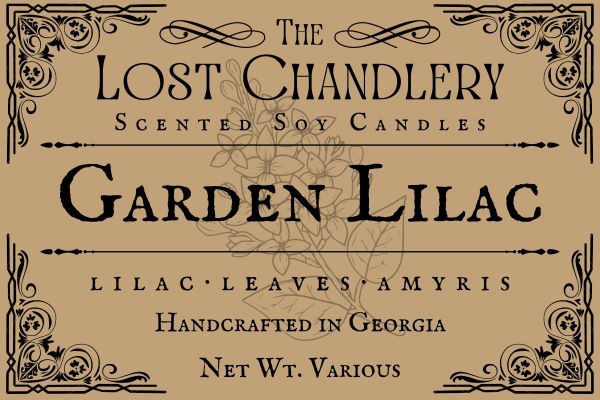 The
Lost Chandlery
Scented Soy Candles
Garden Lilac
LILAC·LEAVES·AMYRIS
Handcrafted in Georgia
Net Wt. Various